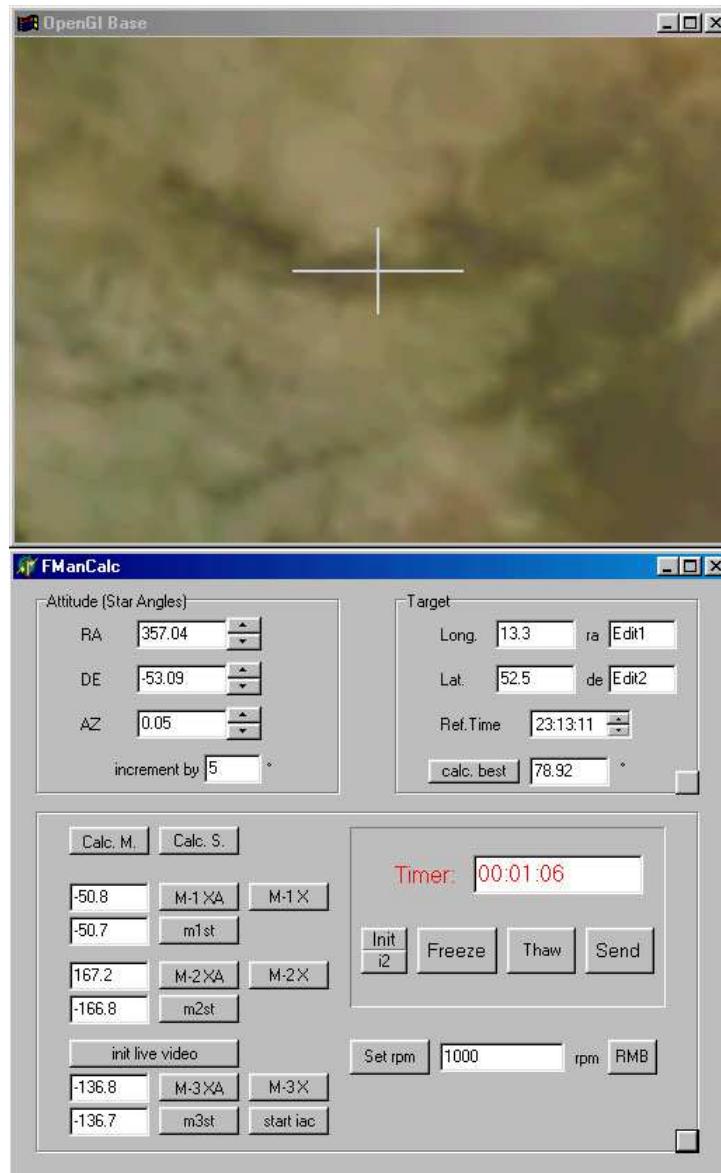 OpenGl Base
FManCalc
Attitude (Star Angles)
RA 357.04
DE -53.09
AZ 0.05
increment by 5 °
Target
Long. 13.3 ra Edit1
Lat. 52.5 de Edit2
Ref.Time 23:13:11
calc. best 78.92 °
Calc. M. Calc. S.
-50.8 M-1 XA M-1 X
-50.7 m1st
167.2 M-2 XA M-2 X
-166.8 m2st
init live video
-136.8 M-3 XA M-3 X
-136.7 m3st start iac
Timer: 00:01:06
Init
i2
Freeze Thaw Send
Set rpm 1000 rpm RMB